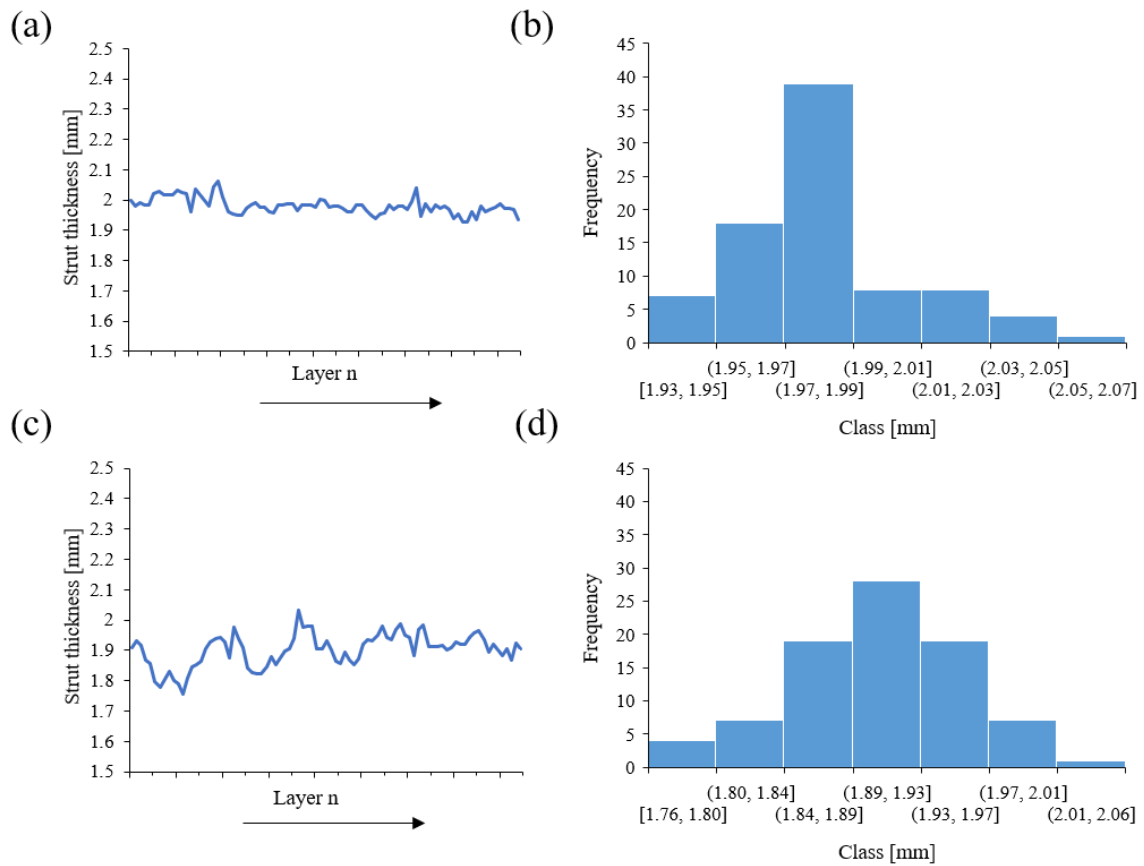 (a)
2.5
2.4
2.3
2.2
2.1
2
1.9
1.8
1.7
1.6
1.5
Strut thickness [mm]
Layer n
(b)
45
40
35
30
25
20
15
10
5
0
Frequency
(1.95, 1.97] (1.99, 2.01] (2.03, 2.05]
[1.93, 1.95] (1.97, 1.99] (2.01, 2.03] (2.05, 2.07]
Class [mm]
(c)
2.5
2.4
2.3
2.2
2.1
2
1.9
1.8
1.7
1.6
1.5
Strut thickness [mm]
Layer n
(d)
45
40
35
30
25
20
15
10
5
0
Frequency
(1.80, 1.84] (1.89, 1.93] (1.97, 2.01]
[1.76, 1.80] (1.84, 1.89] (1.93, 1.97] (2.01, 2.06]
Class [mm]